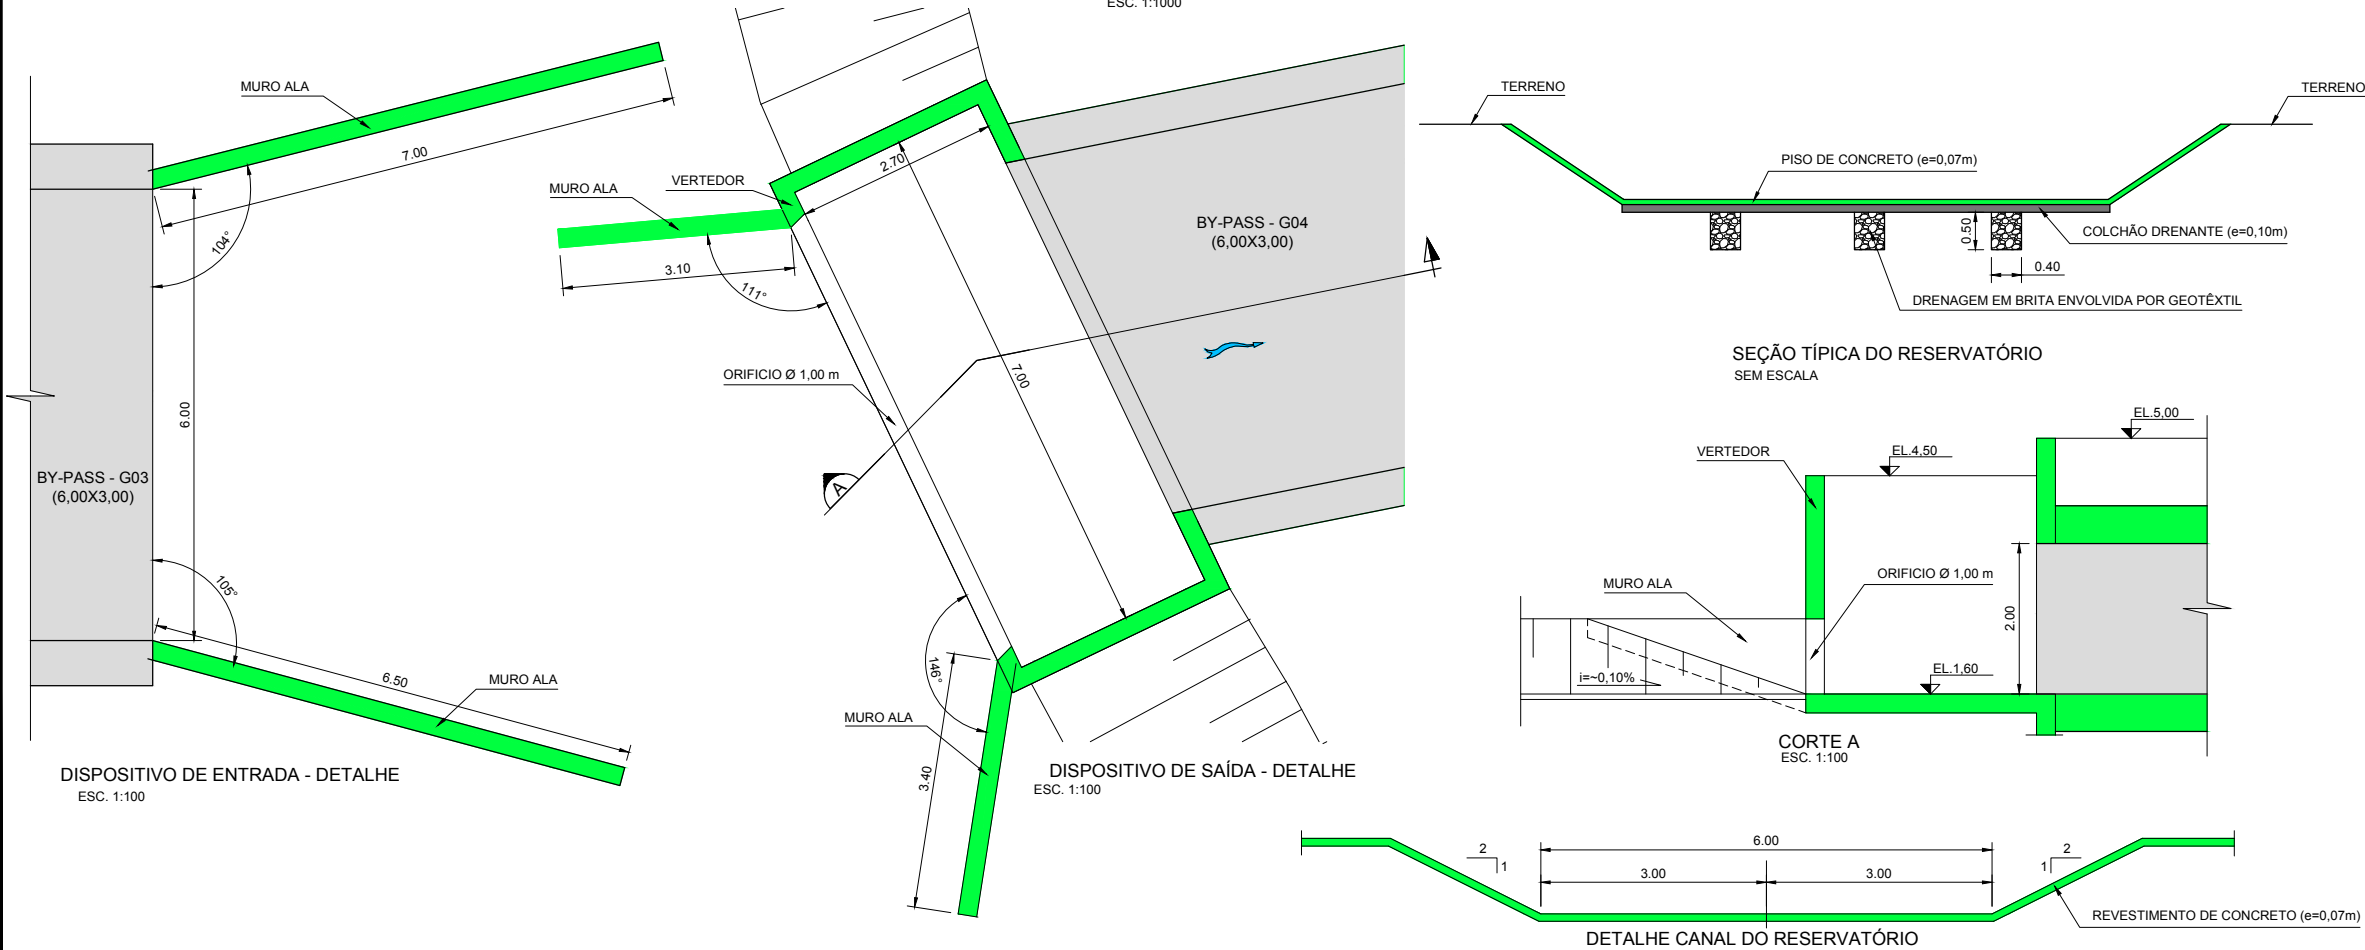 ESC. 1:1000
MURO ALA
7.00
104°
6.00
BY-PASS - G03
(6,00X3,00)
105°
6.50
MURO ALA
DISPOSITIVO DE ENTRADA - DETALHE
ESC. 1:100
MURO ALA
VERTEDOR
2.70
3.10
111°
ORIFICIO Ø 1,00 m
7.00
A
BY-PASS - G04
(6,00X3,00)
146°
MURO ALA
3.40
DISPOSITIVO DE SAÍDA - DETALHE
ESC. 1:100
TERRENO
TERRENO
PISO DE CONCRETO (e=0,07m)
0.50
COLCHÃO DRENANTE (e=0,10m)
0.40
DRENAGEM EM BRITA ENVOLVIDA POR GEOTÊXTIL
SEÇÃO TÍPICA DO RESERVATÓRIO
SEM ESCALA
EL.5,00
VERTEDOR
EL.4,50
ORIFICIO Ø 1,00 m
MURO ALA
2.00
i=~0,10%
EL.1,60
CORTE A
ESC. 1:100
6.00
2
1
2
1
3.00
3.00
REVESTIMENTO DE CONCRETO (e=0,07m)
DETALHE CANAL DO RESERVATÓRIO